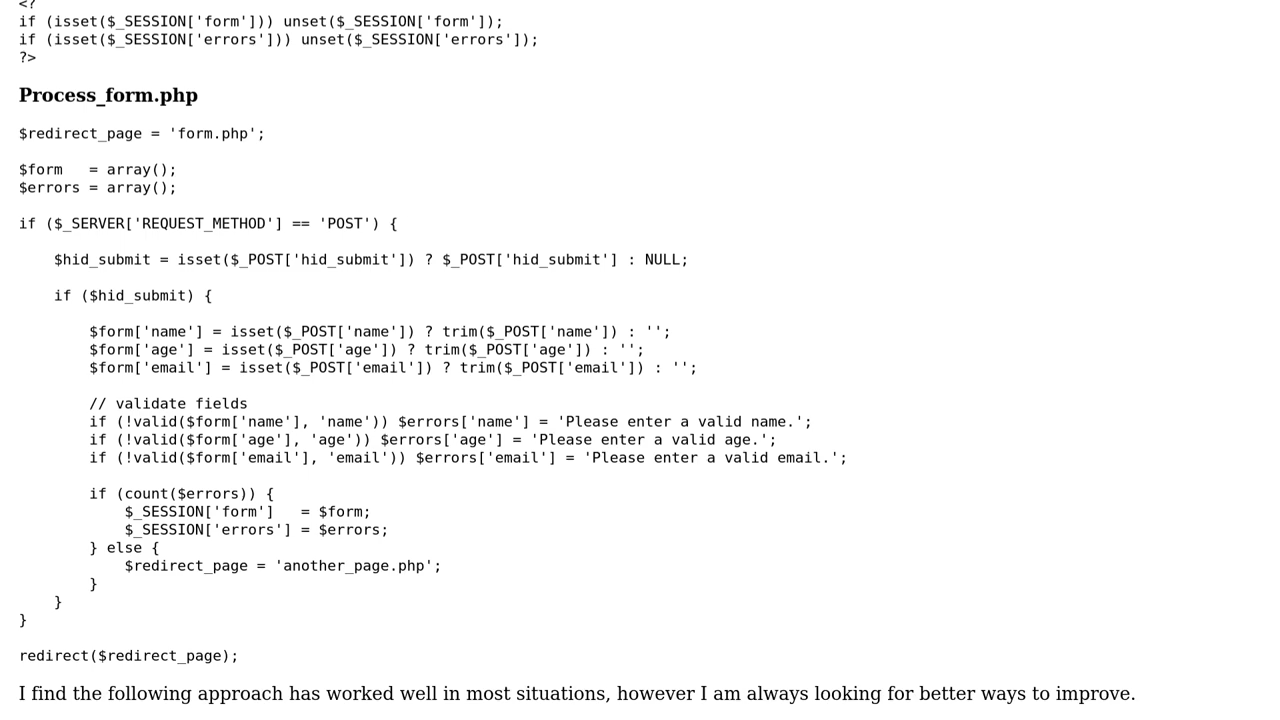 <?
if (isset($_SESSION['form'])) unset($_SESSION['form']);
if (isset($_SESSION['errors'])) unset($_SESSION['errors']);
?>
Process_form.php
$redirect_page = 'form.php';
$form   = array();
$errors = array();
if ($_SERVER['REQUEST_METHOD'] == 'POST') {
    $hid_submit = isset($_POST['hid_submit']) ? $_POST['hid_submit'] : NULL;
    if ($hid_submit) {
        $form['name'] = isset($_POST['name']) ? trim($_POST['name']) : '';
        $form['age'] = isset($_POST['age']) ? trim($_POST['age']) : '';
        $form['email'] = isset($_POST['email']) ? trim($_POST['email']) : '';
        // validate fields
        if (!valid($form['name'], 'name')) $errors['name'] = 'Please enter a valid name.';
        if (!valid($form['age'], 'age')) $errors['age'] = 'Please enter a valid age.';
        if (!valid($form['email'], 'email')) $errors['email'] = 'Please enter a valid email.';
        if (count($errors)) {
            $_SESSION['form']   = $form;
            $_SESSION['errors'] = $errors;
        } else {
            $redirect_page = 'another_page.php';
        }
    }
}
redirect($redirect_page);
I find the following approach has worked well in most situations, however I am always looking for better ways to improve.